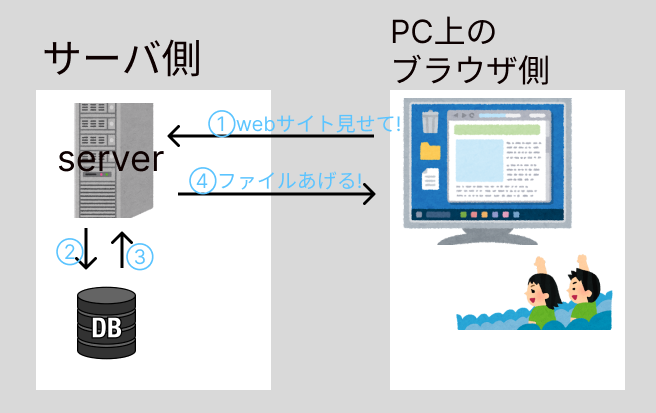 サーバ側
PC上の
ブラウザ側
①webサイト見せて!
server
④ファイルあげる!
②
③
DB